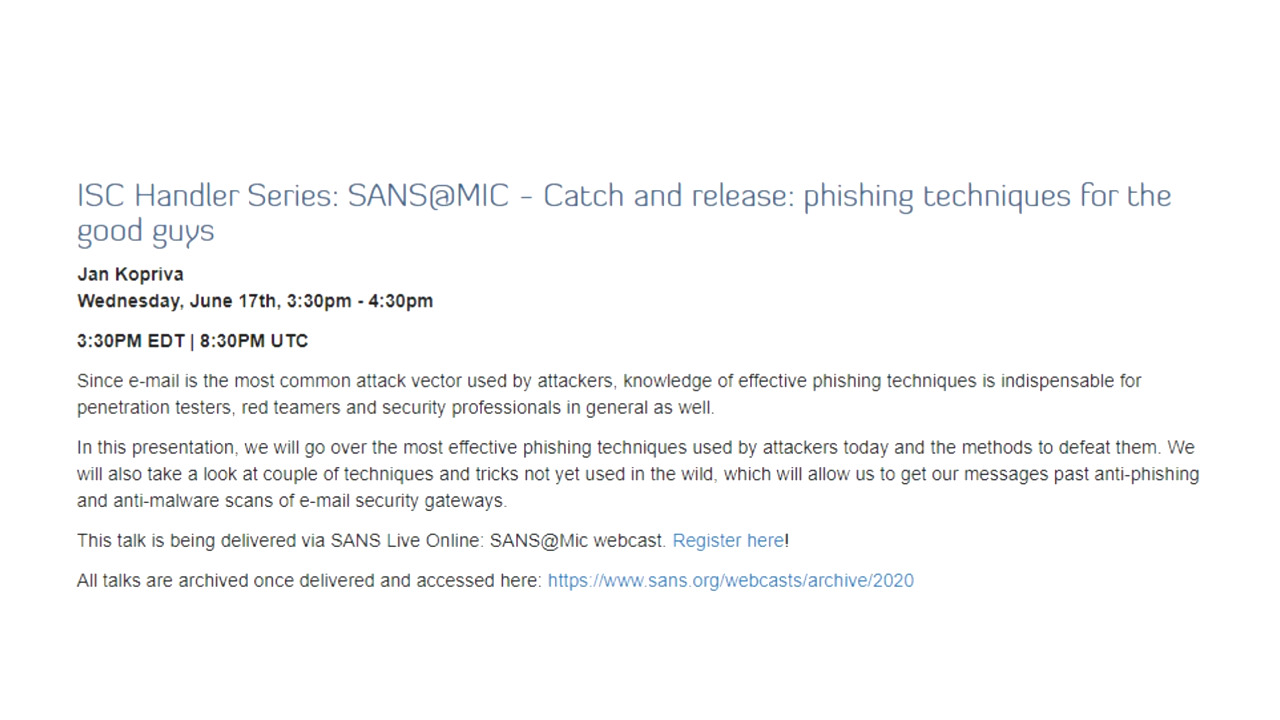 ISC Handler Series: SANS@MIC - Catch and release: phishing techniques for the
good guys
Jan Kopriva
Wednesday, June 17th, 3:30pm - 4:30pm
3:30PM EDT | 8:30PM UTC
Since e-mail is the most common attack vector used by attackers, knowledge of effective phishing techniques is indispensable for
penetration testers, red teamers and security professionals in general as well.
In this presentation, we will go over the most effective phishing techniques used by attackers today and the methods to defeat them. We
will also take a look at couple of techniques and tricks not yet used in the wild, which will allow us to get our messages past anti-phishing
and anti-malware scans of e-mail security gateways.
This talk is being delivered via SANS Live Online: SANS@Mic webcast. Register here!
All talks are archived once delivered and accessed here: https://www.sans.org/webcasts/archive/2020